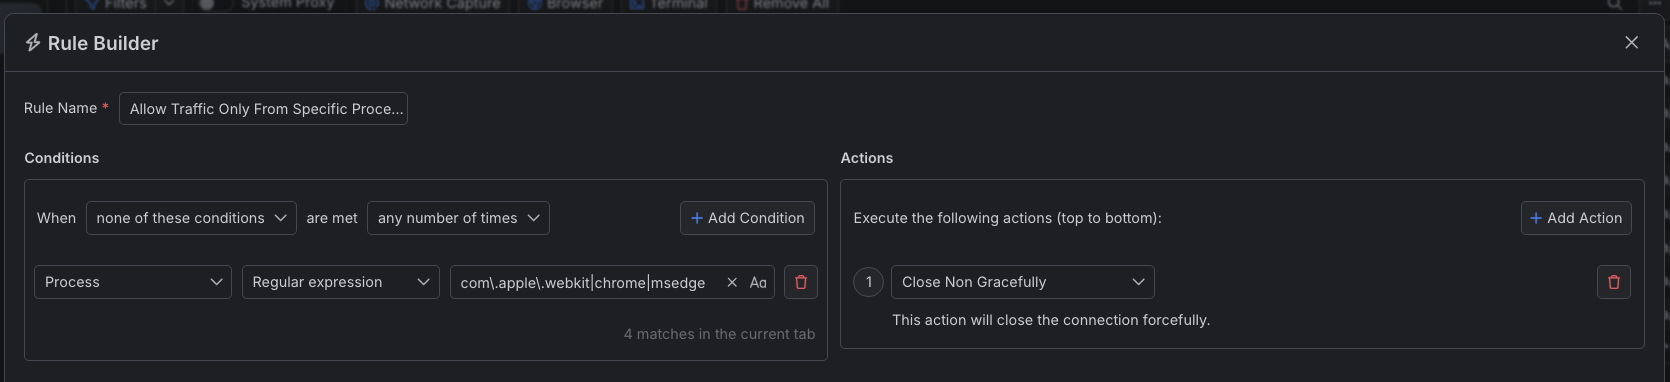 Filters System Proxy Network Capture Browser Terminal Remove All
Rule Builder
Rule Name * Allow Traffic Only From Specific Proce...
Conditions
When none of these conditions are met any number of times + Add Condition
Process Regular expression com\.apple\.webkit|chrome|msedge Aa
4 matches in the current tab
Actions
Execute the following actions (top to bottom): + Add Action
1 Close Non Gracefully
This action will close the connection forcefully.